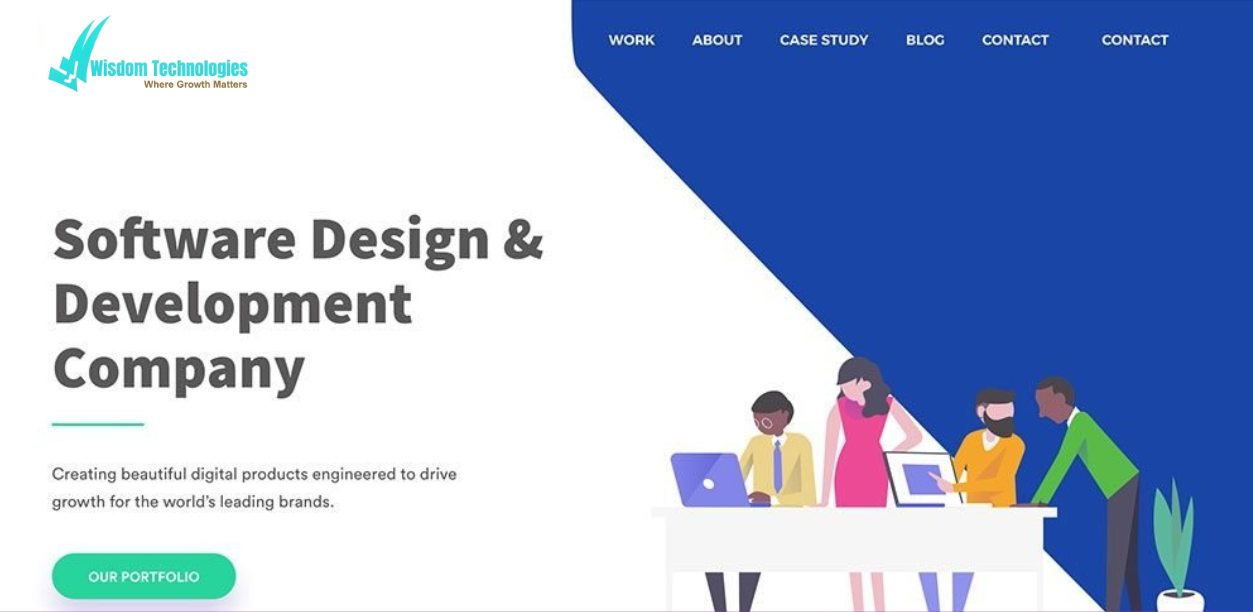 WORK ABOUT CASE STUDY BLOG CONTACT CONTACT
Wisdom Technologies
Where Growth Matters
Software Design &
Development
Company
Creating beautiful digital products engineered to drive
growth for the world's leading brands.
OUR PORTFOLIO